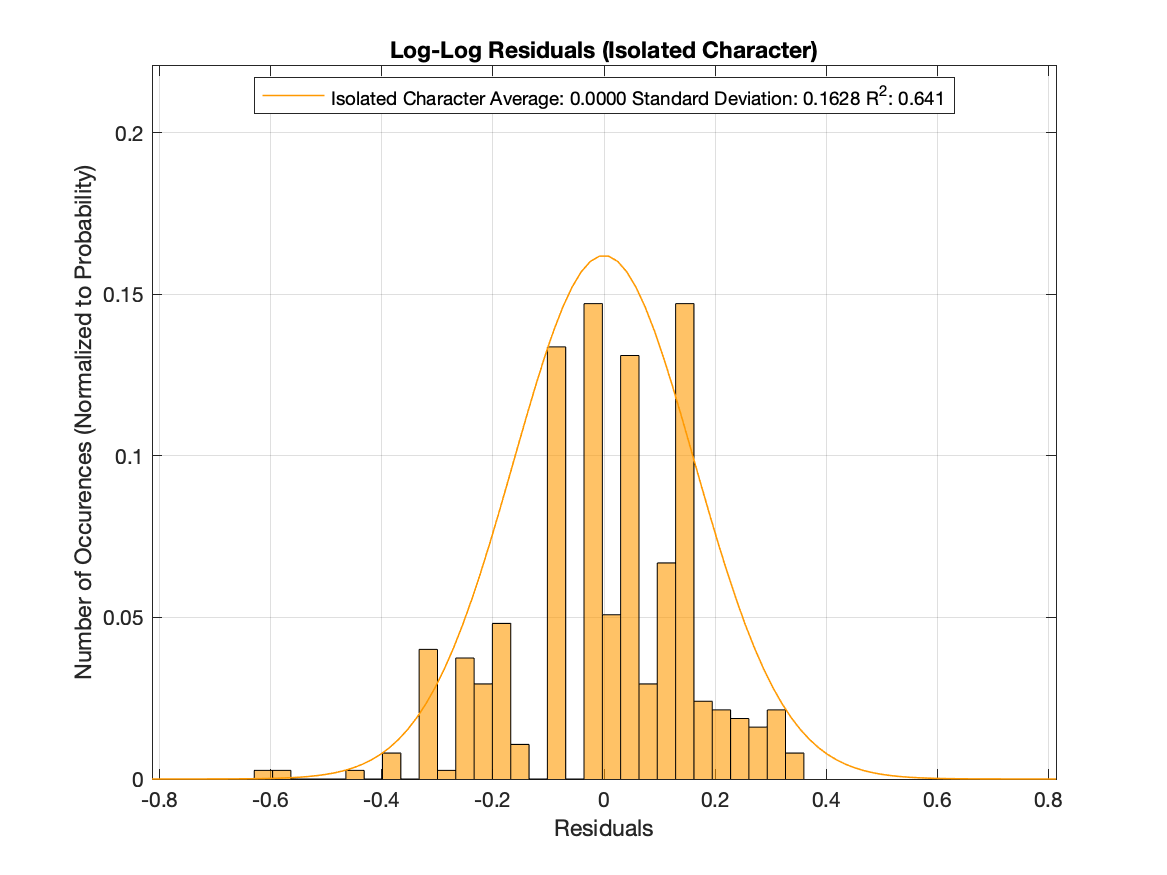 Log-Log Residuals (Isolated Character)
Isolated Character Average: 0.0000 Standard Deviation: 0.1628 R²: 0.641
Number of Occurences (Normalized to Probability)
0.2
0.15
0.1
0.05
0
-0.8 -0.6 -0.4 -0.2 0 0.2 0.4 0.6 0.8
Residuals